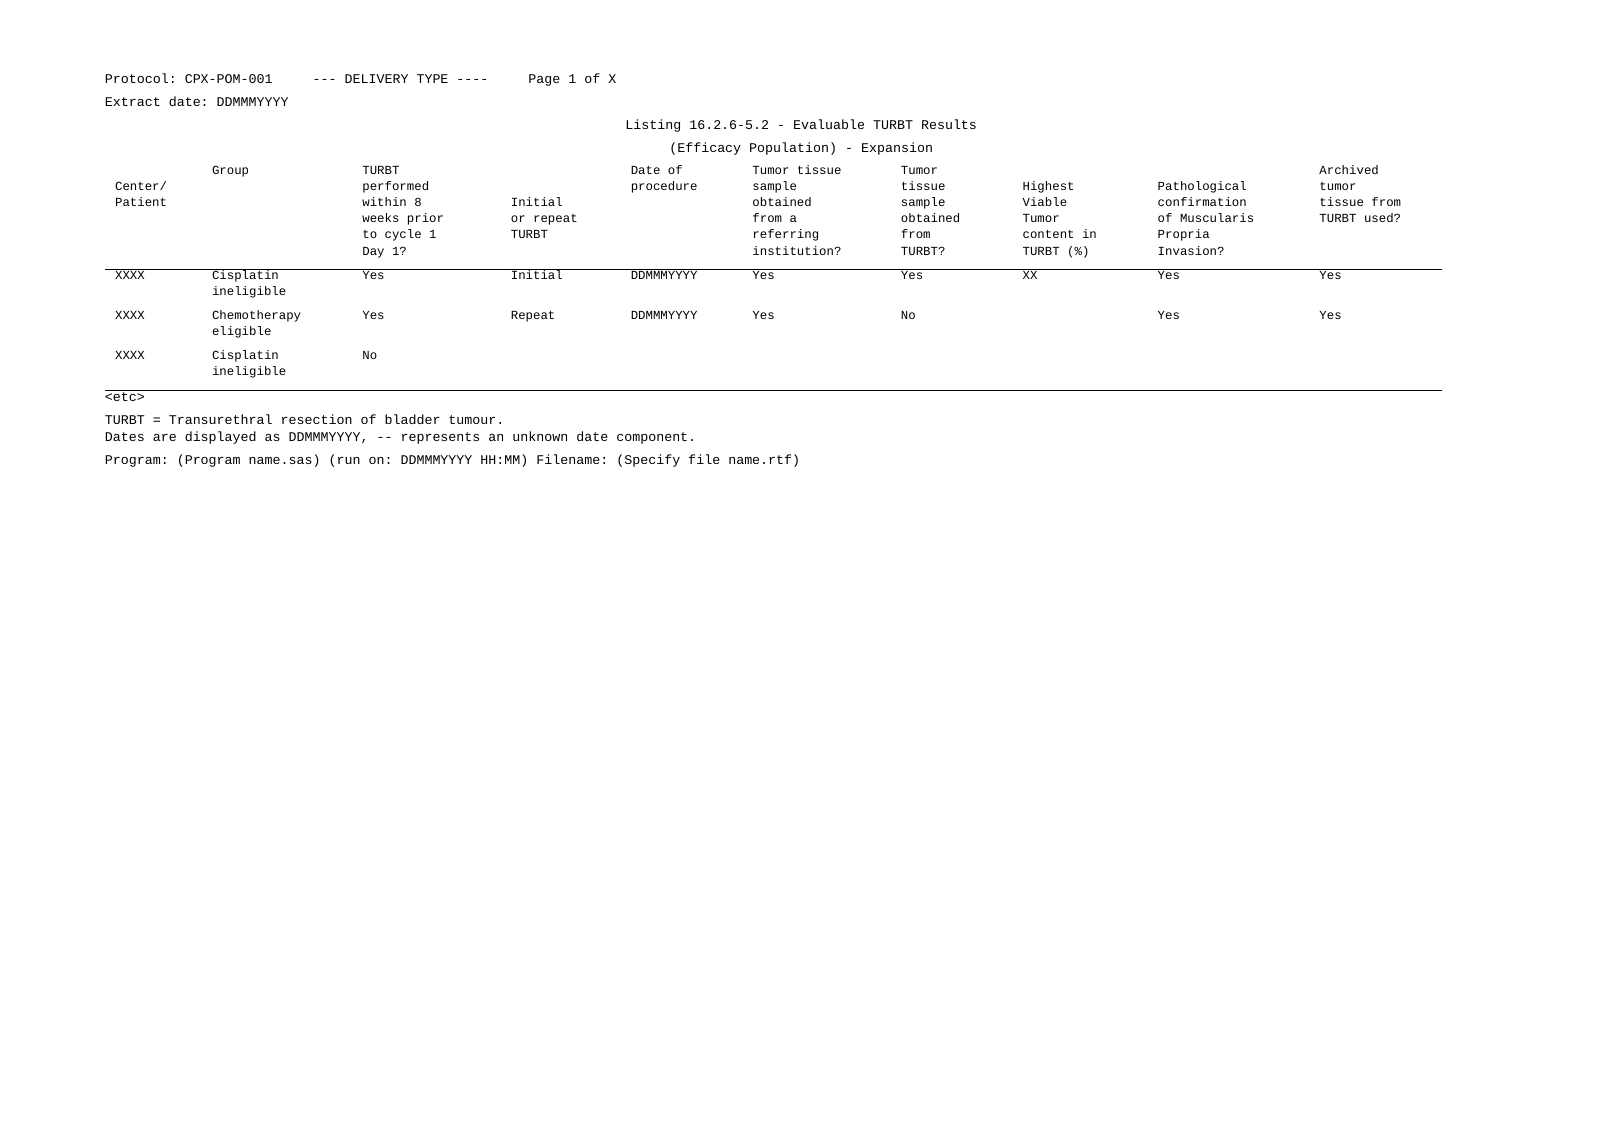 Protocol: CPX-POM-001 --- DELIVERY TYPE ---- Page 1 of X
Extract date: DDMMMYYYY
Listing 16.2.6-5.2 - Evaluable TURBT Results
(Efficacy Population) - Expansion
Group TURBT Date of Tumor tissue Tumor Archived
Center/ performed procedure sample tissue Highest Pathological tumor
Patient within 8 Initial obtained sample Viable confirmation tissue from
weeks prior or repeat from a obtained Tumor of Muscularis TURBT used?
to cycle 1 TURBT referring from content in Propria
Day 1? institution? TURBT? TURBT (%) Invasion?
XXXX Cisplatin Yes Initial DDMMMYYYY Yes Yes XX Yes Yes
ineligible
XXXX Chemotherapy Yes Repeat DDMMMYYYY Yes No Yes Yes
eligible
XXXX Cisplatin No
ineligible
<etc>
TURBT = Transurethral resection of bladder tumour.
Dates are displayed as DDMMMYYYY, -- represents an unknown date component.
Program: (Program name.sas) (run on: DDMMMYYYY HH:MM) Filename: (Specify file name.rtf)